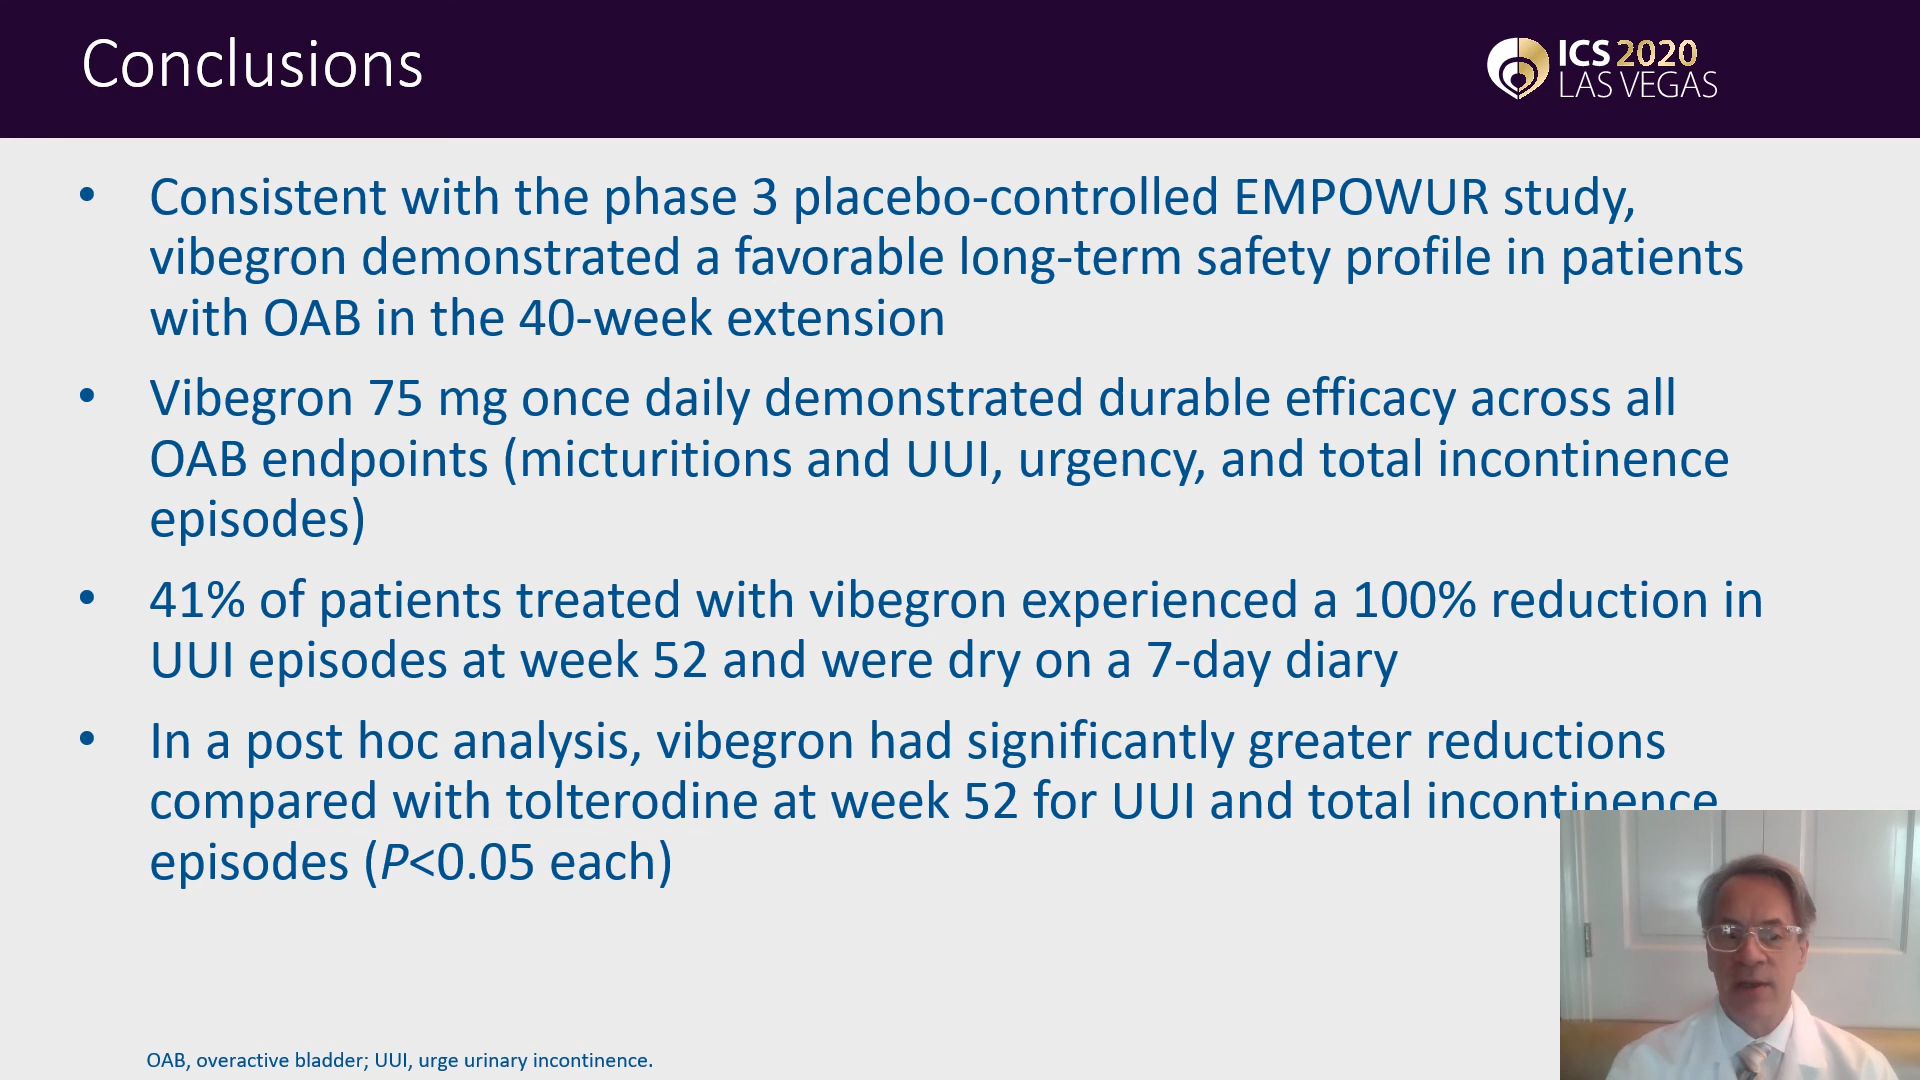 Conclusions
ICS 2020
LAS VEGAS
• Consistent with the phase 3 placebo-controlled EMPOWUR study,
vibegron demonstrated a favorable long-term safety profile in patients
with OAB in the 40-week extension
• Vibegron 75 mg once daily demonstrated durable efficacy across all
OAB endpoints (micturitions and UUI, urgency, and total incontinence
episodes)
• 41% of patients treated with vibegron experienced a 100% reduction in
UUI episodes at week 52 and were dry on a 7-day diary
• In a post hoc analysis, vibegron had significantly greater reductions
compared with tolterodine at week 52 for UUI and total incontinence
episodes (P<0.05 each)
OAB, overactive bladder; UUI, urge urinary incontinence.